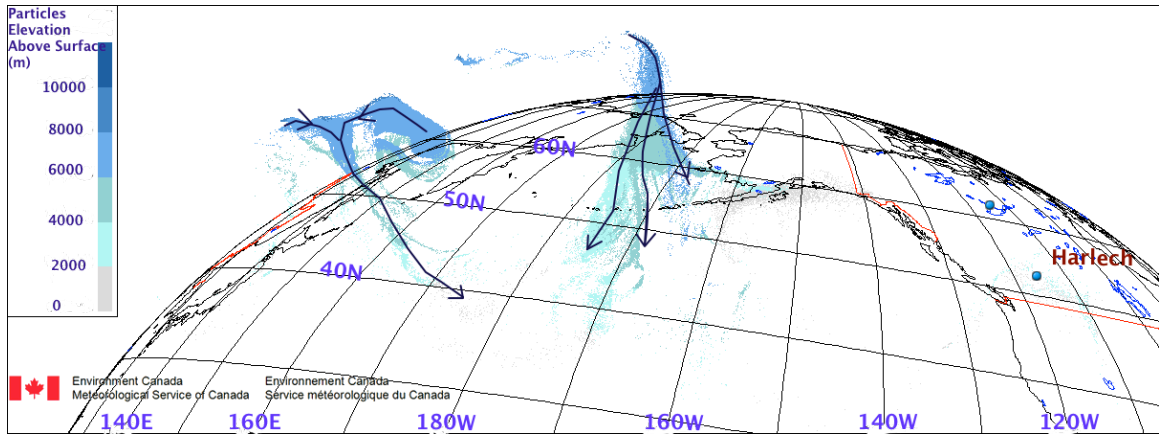 Particles
Elevation
Above Surface
(m)
10000
8000
6000
4000
2000
0
60N
50N
40N
Harlech
Environment Canada
Meteorological Service of Canada
Environnement Canada
Service météorologique du Canada
140E 160E 180W 160W 140W 120W